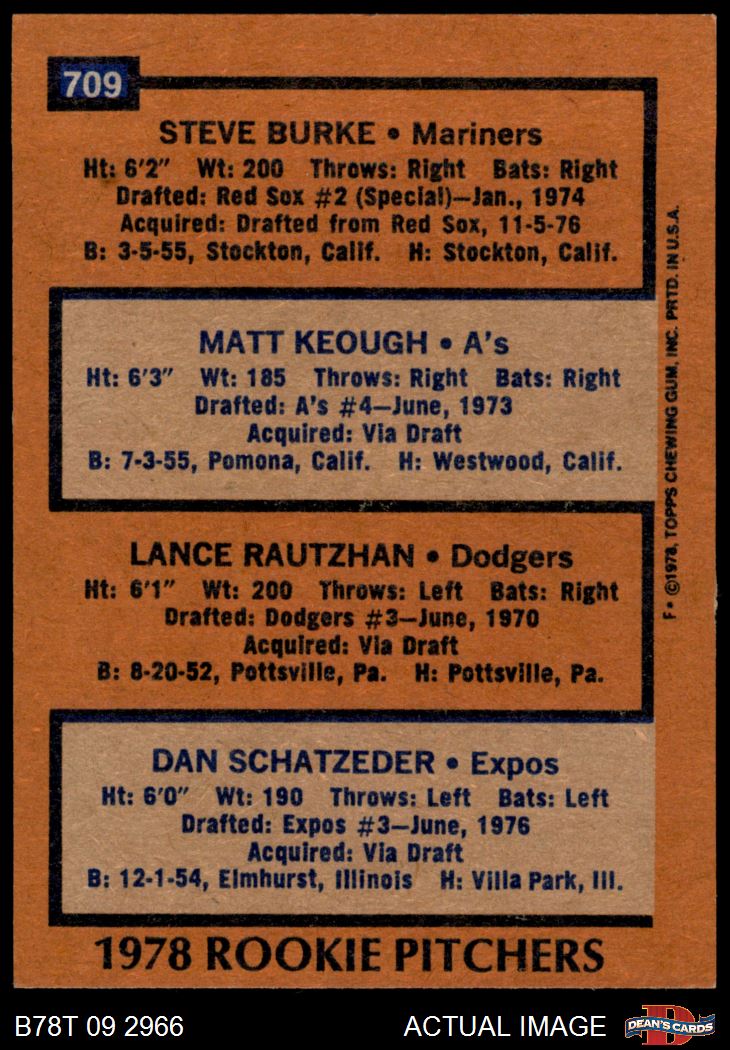 709
STEVE BURKE • Mariners
Ht: 6'2" Wt: 200 Throws: Right Bats: Right
Drafted: Red Sox #2 (Special)—Jan., 1974
Acquired: Drafted from Red Sox, 11-5-76
B: 3-5-55, Stockton, Calif. H: Stockton, Calif.
MATT KEOUGH • A's
Ht: 6'3" Wt: 185 Throws: Right Bats: Right
Drafted: A's #4—June, 1973
Acquired: Via Draft
B: 7-3-55, Pomona, Calif. H: Westwood, Calif.
LANCE RAUTZHAN • Dodgers
Ht: 6'1" Wt: 200 Throws: Left Bats: Right
Drafted: Dodgers #3—June, 1970
Acquired: Via Draft
B: 8-20-52, Pottsville, Pa. H: Pottsville, Pa.
DAN SCHATZEDER • Expos
Ht: 6'0" Wt: 190 Throws: Left Bats: Left
Drafted: Expos #3—June, 1976
Acquired: Via Draft
B: 12-1-54, Elmhurst, Illinois H: Villa Park, Ill.
1978 ROOKIE PITCHERS
F• ©1978, TOPPS CHEWING GUM, INC. PRTD. IN U.S.A.
B78T 09 2966
ACTUAL IMAGE
D
DEAN'S CARDS